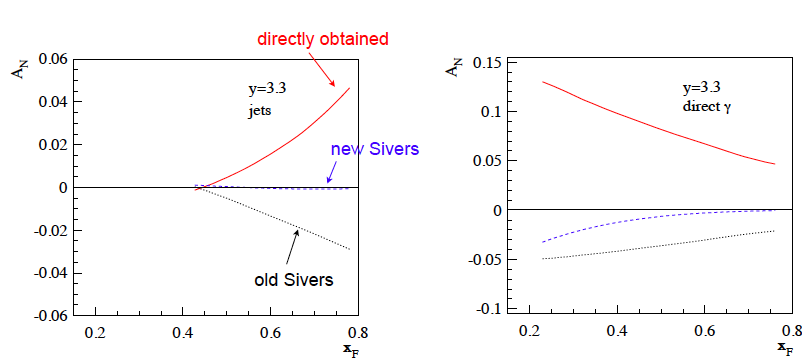 directly obtained
0.06
A_N
y=3.3
jets
0.04
0.02
new Sivers
0
-0.02
-0.04
old Sivers
-0.06
0.2
0.4
0.6
0.8
x_F
0.15
A_N
y=3.3
direct γ
0.1
0.05
0
-0.05
-0.1
0.2
0.4
0.6
0.8
x_F